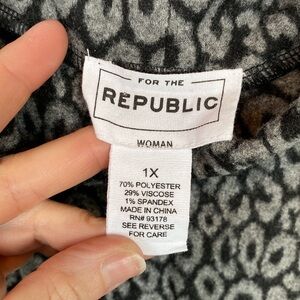 FOR THE
REPUBLIC
WOMAN
1X
70% POLYESTER
29% VISCOSE
1% SPANDEX
MADE IN CHINA
RN# 93178
SEE REVERSE
FOR CARE